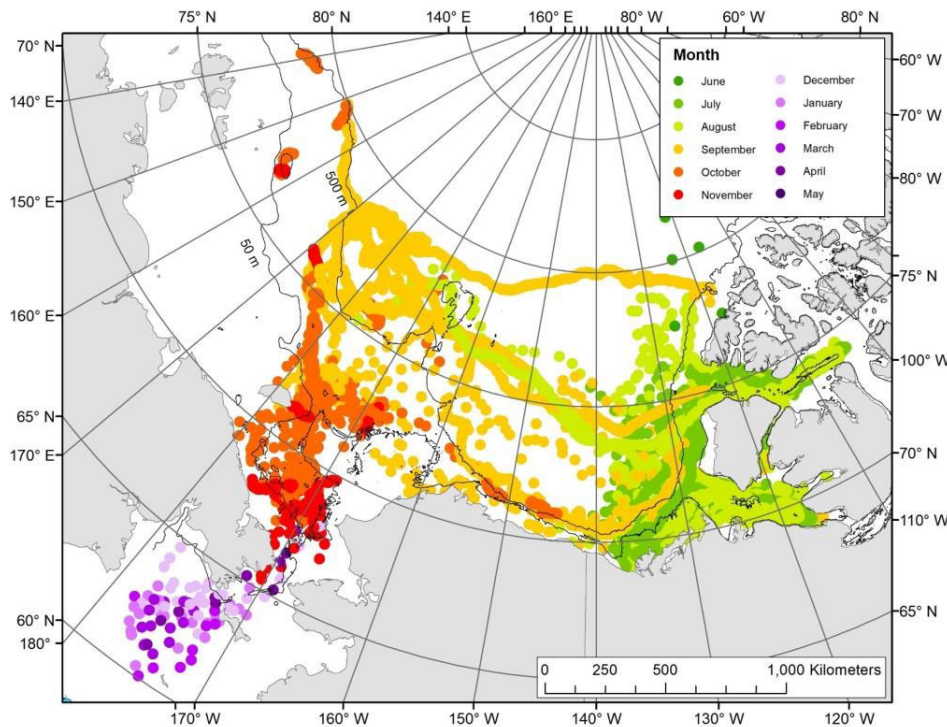 75° N 80° N 140° E 160° E 80° W 60° W 80° N
70° N
140° E
150° E
160° E
65° N
170° E
60° N
180°
60° W
70° W
80° W
75° N
100° W
70° N
110° W
65° N
Month
June
July
August
September
October
November
December
January
February
March
April
May
500 m
50 m
0 250 500 1,000 Kilometers
170° W 160° W 150° W 140° W 130° W 120° W